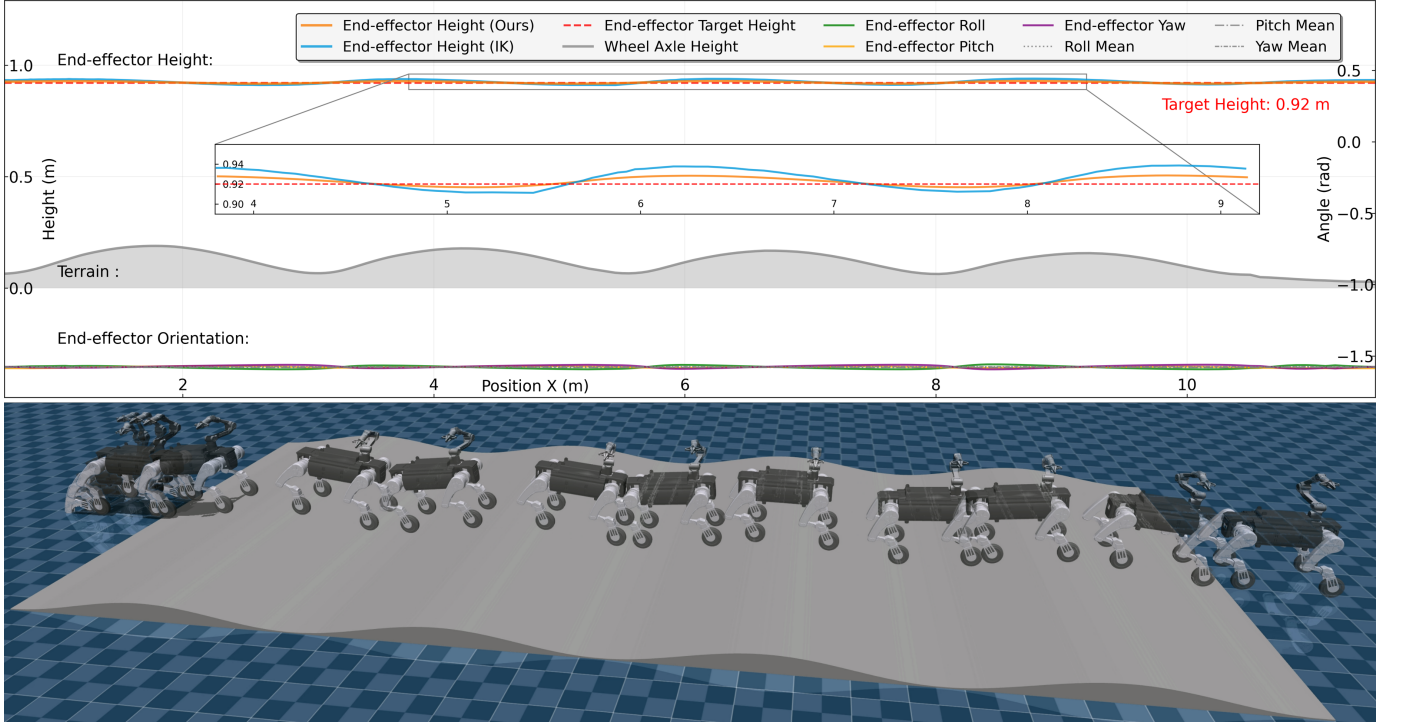 End-effector Height (Ours)
End-effector Height (IK)
End-effector Target Height
Wheel Axle Height
End-effector Roll
End-effector Pitch
End-effector Yaw
Roll Mean
Pitch Mean
Yaw Mean
End-effector Height:
1.0
0.5
0.0
Height (m)
0.5
0.0
−0.5
−1.0
−1.5
Angle (rad)
Target Height: 0.92 m
0.94
0.92
0.90
4 5 6 7 8 9
Terrain :
End-effector Orientation:
2 4 6 8 10
Position X (m)